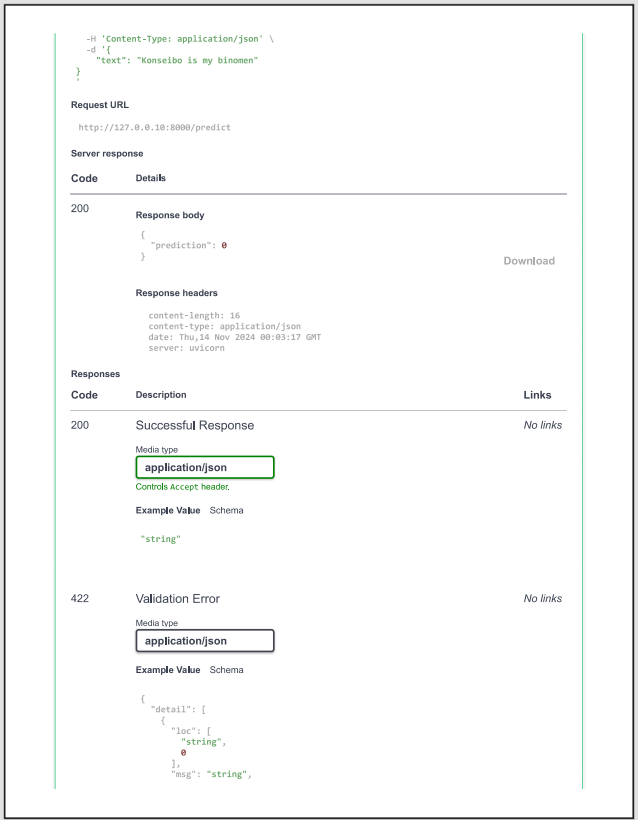 -H 'Content-Type: application/json' \
-d '{
"text": "Konseibo is my binomen"
}
'
Request URL
http://127.0.0.10:8000/predict
Server response
Code Details
200
Response body
{
"prediction": 0
}
Download
Response headers
content-length: 16
content-type: application/json
date: Thu,14 Nov 2024 00:03:17 GMT
server: uvicorn
Responses
Code Description Links
200 Successful Response No links
Media type
application/json
Controls Accept header.
Example Value Schema
"string"
422 Validation Error No links
Media type
application/json
Example Value Schema
{
"detail": [
{
"loc": [
"string",
0
],
"msg": "string",